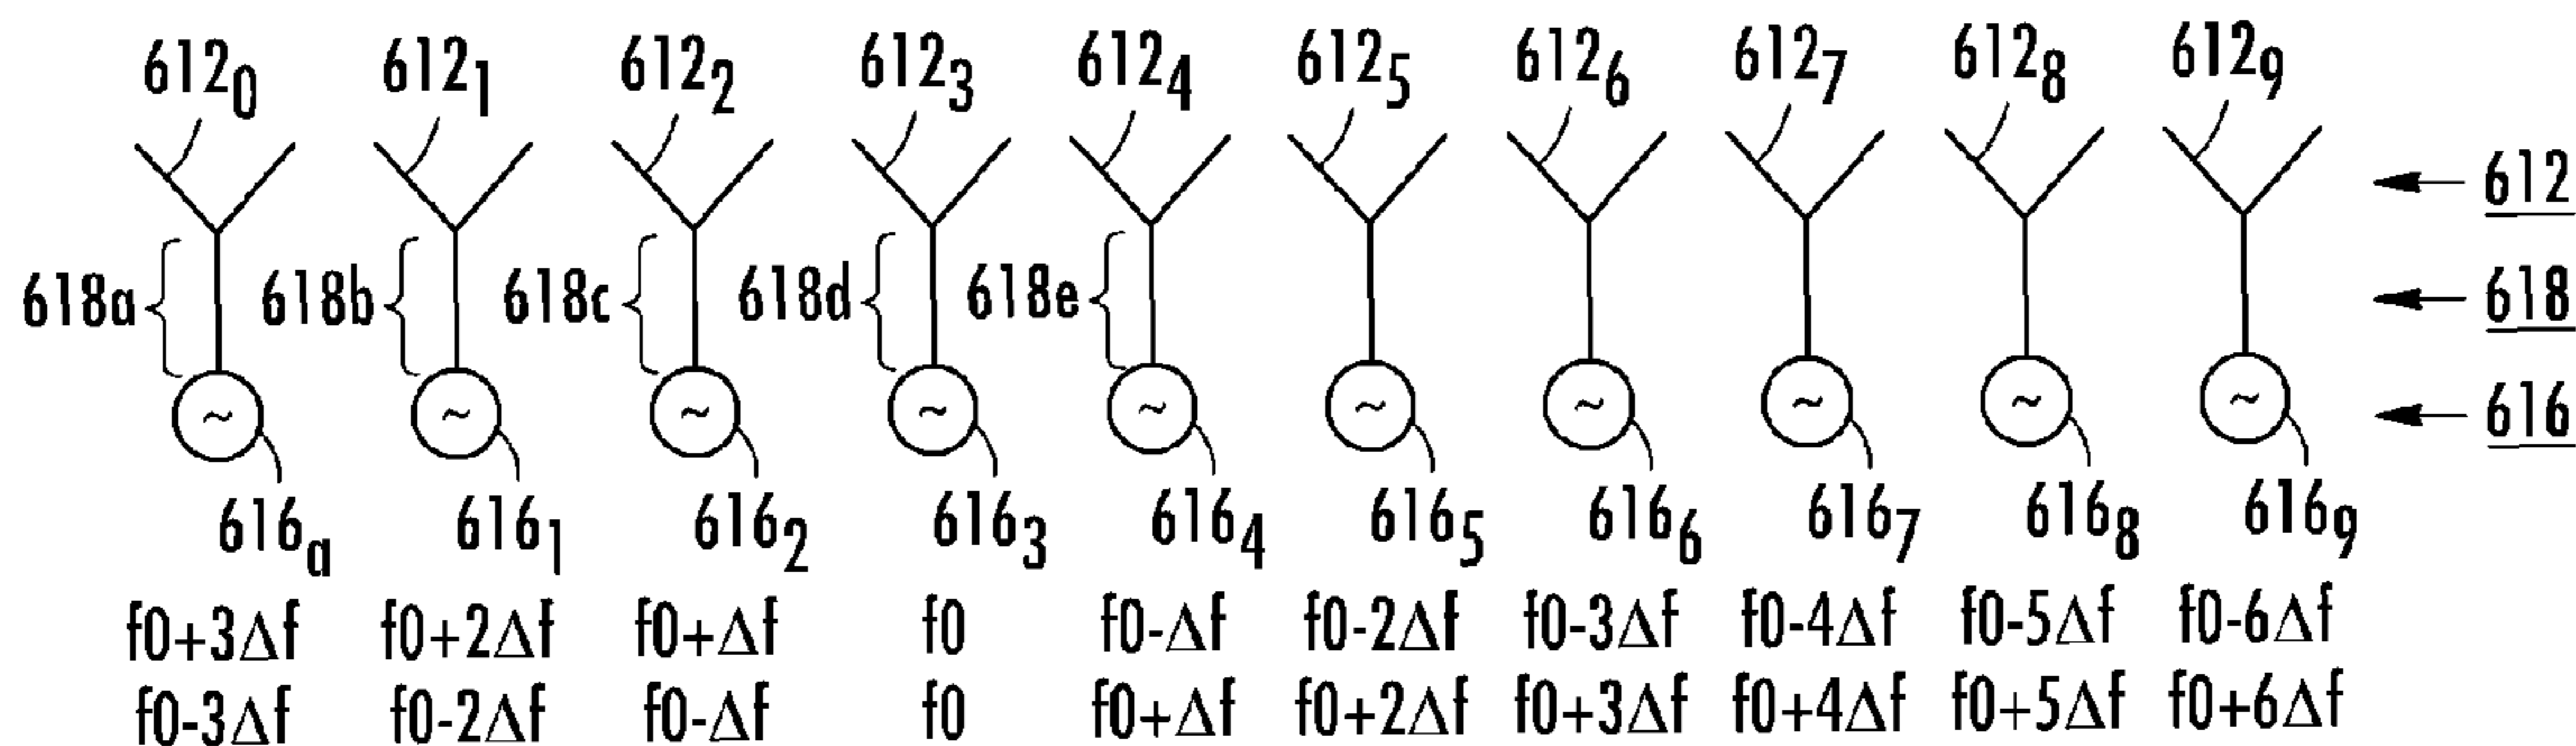 612₀ 612₁ 612₂ 612₃ 612₄ 612₅ 612₆ 612₇ 612₈ 612₉
612
618a 618b 618c 618d 618e 618
616
616ₐ 616₁ 616₂ 616₃ 616₄ 616₅ 616₆ 616₇ 616₈ 616₉
f0+3Δf f0+2Δf f0+Δf f0 f0-Δf f0-2Δf f0-3Δf f0-4Δf f0-5Δf f0-6Δf
f0-3Δf f0-2Δf f0-Δf f0 f0+Δf f0+2Δf f0+3Δf f0+4Δf f0+5Δf f0+6Δf